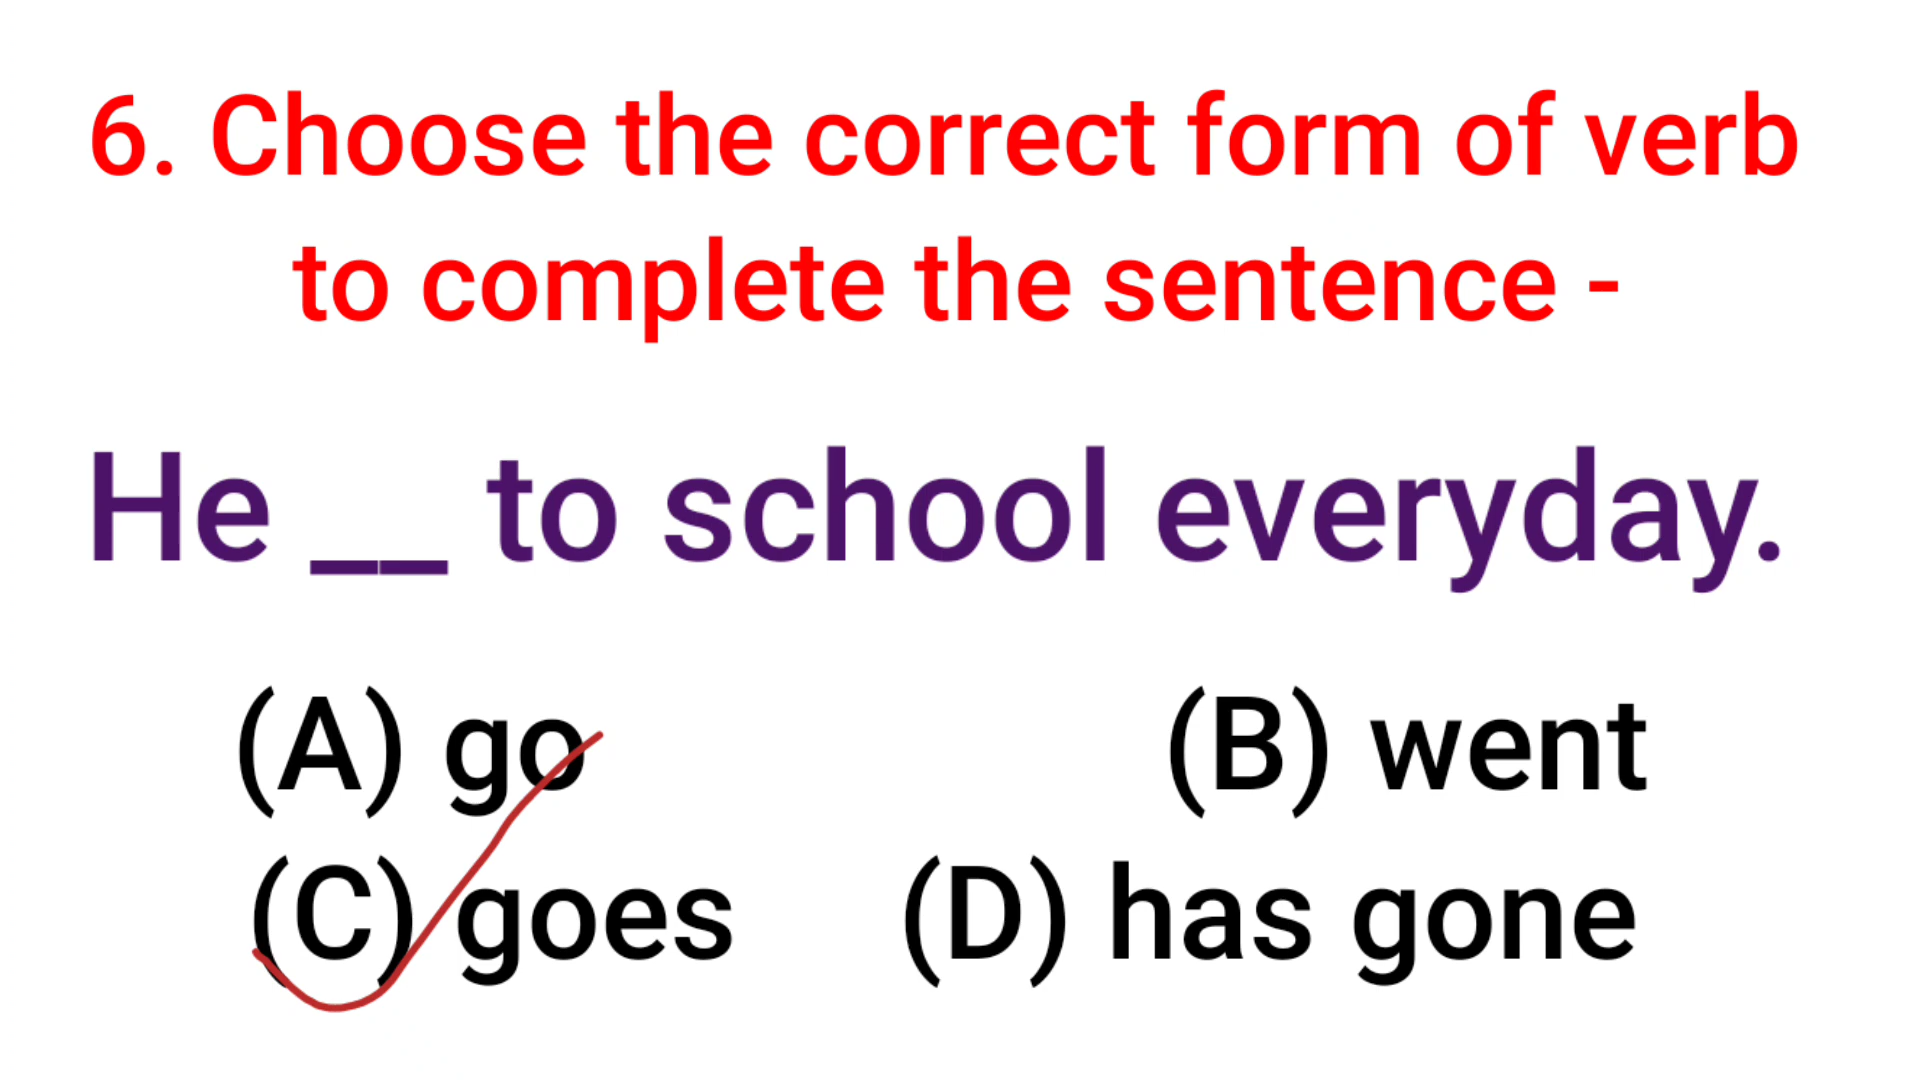 6. Choose the correct form of verb
to complete the sentence -
He __ to school everyday.
(A) go (B) went
(C) goes (D) has gone